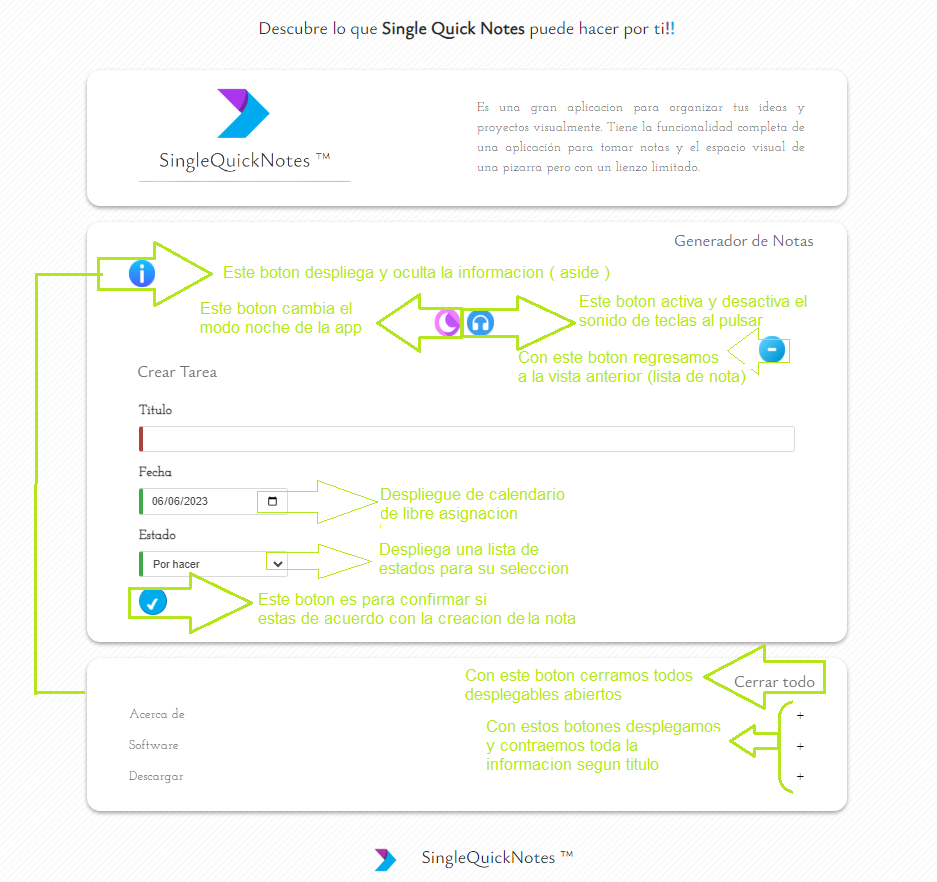 Descubre lo que Single Quick Notes puede hacer por ti!!
SingleQuickNotes ™
Es una gran aplicacion para organizar tus ideas y
proyectos visualmente. Tiene la funcionalidad completa de
una aplicación para tomar notas y el espacio visual de
una pizarra pero con un lienzo limitado.
Generador de Notas
Este boton despliega y oculta la informacion ( aside )
Este boton cambia el
modo noche de la app
Este boton activa y desactiva el
sonido de teclas al pulsar
Con este boton regresamos
a la vista anterior (lista de nota)
Crear Tarea
Titulo
Fecha
06/06/2023
Despliegue de calendario
de libre asignacion
Estado
Por hacer
Despliega una lista de
estados para su seleccion
Este boton es para confirmar si
estas de acuerdo con la creacion de la nota
Con este boton cerramos todos
desplegables abiertos
Cerrar todo
Acerca de +
Software +
Descargar +
Con estos botones desplegamos
y contraemos toda la
informacion segun titulo
SingleQuickNotes ™